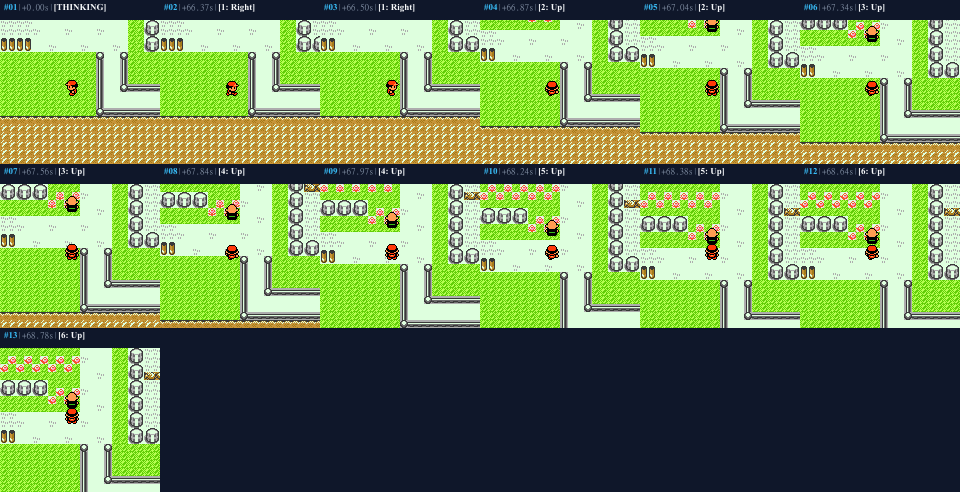 #01|+0.00s|[THINKING]
#02|+66.37s|[1: Right]
#03|+66.50s|[1: Right]
#04|+66.87s|[2: Up]
#05|+67.04s|[2: Up]
#06|+67.34s|[3: Up]
#07|+67.56s|[3: Up]
#08|+67.84s|[4: Up]
#09|+67.97s|[4: Up]
#10|+68.24s|[5: Up]
#11|+68.38s|[5: Up]
#12|+68.64s|[6: Up]
#13|+68.78s|[6: Up]